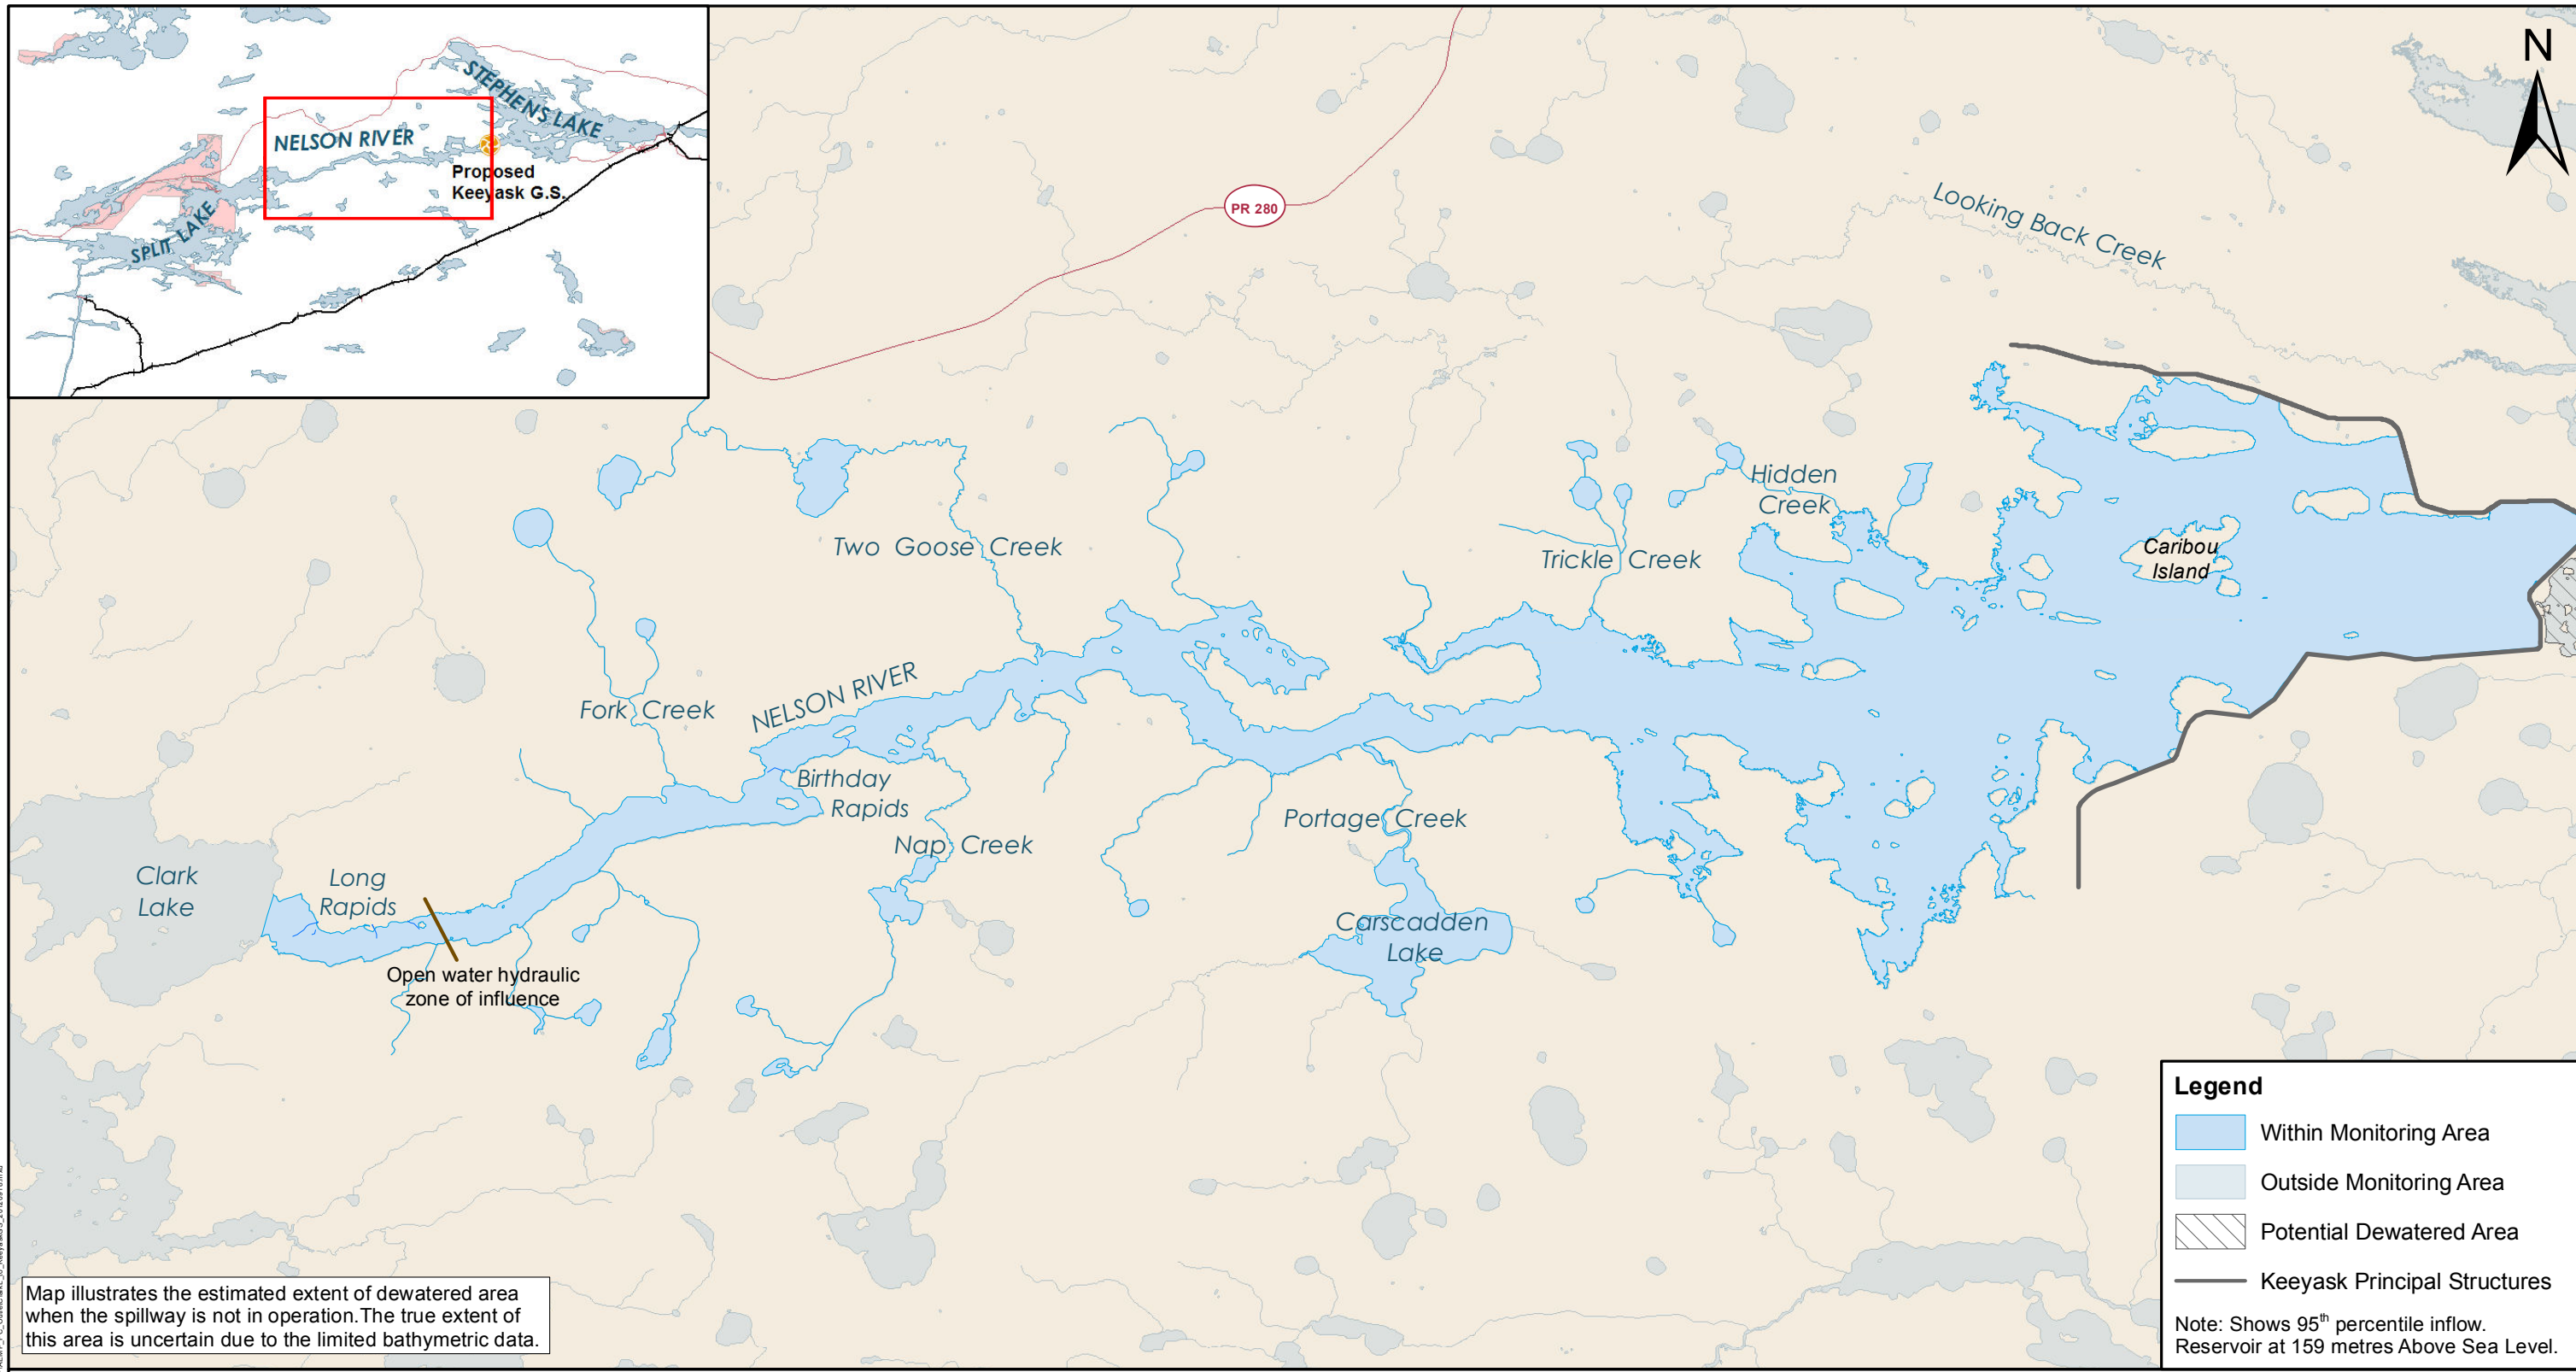 STEPHENS LAKE
NELSON RIVER
Proposed
Keeyask G.S.
SPLIT LAKE
N
PR 280
Looking Back Creek
Hidden
Creek
Two Goose Creek
Trickle Creek
Caribou
Island
NELSON RIVER
Fork Creek
Birthday
Rapids
Portage Creek
Nap Creek
Clark
Lake
Long
Rapids
Carscadden
Lake
Open water hydraulic
zone of influence
Legend
Within Monitoring Area
Outside Monitoring Area
Potential Dewatered Area
Keeyask Principal Structures
Note: Shows 95th percentile inflow.
Reservoir at 159 metres Above Sea Level.
Map illustrates the estimated extent of dewatered area
when the spillway is not in operation.The true extent of
this area is uncertain due to the limited bathymetric data.